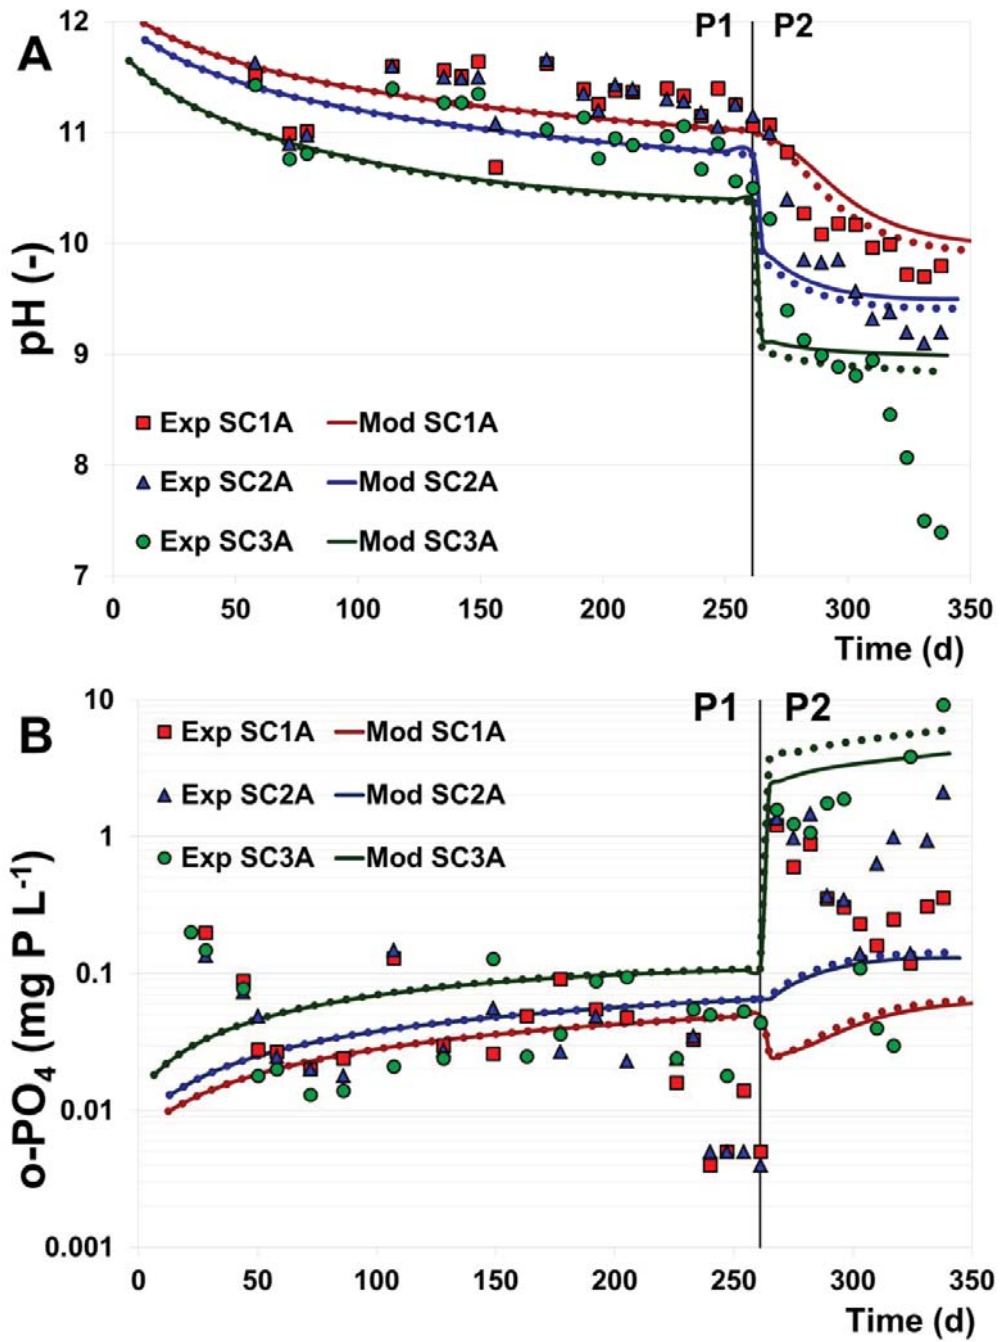 12
P1 P2
A
11
10
pH (-)
9
Exp SC1A Mod SC1A
8
Exp SC2A Mod SC2A
Exp SC3A Mod SC3A
7
0 50 100 150 200 250 300 350
Time (d)
10
P1 P2
B
Exp SC1A Mod SC1A
Exp SC2A Mod SC2A
1
Exp SC3A Mod SC3A
o-PO4 (mg P L-1)
0.1
0.01
0.001
0 50 100 150 200 250 300 350
Time (d)